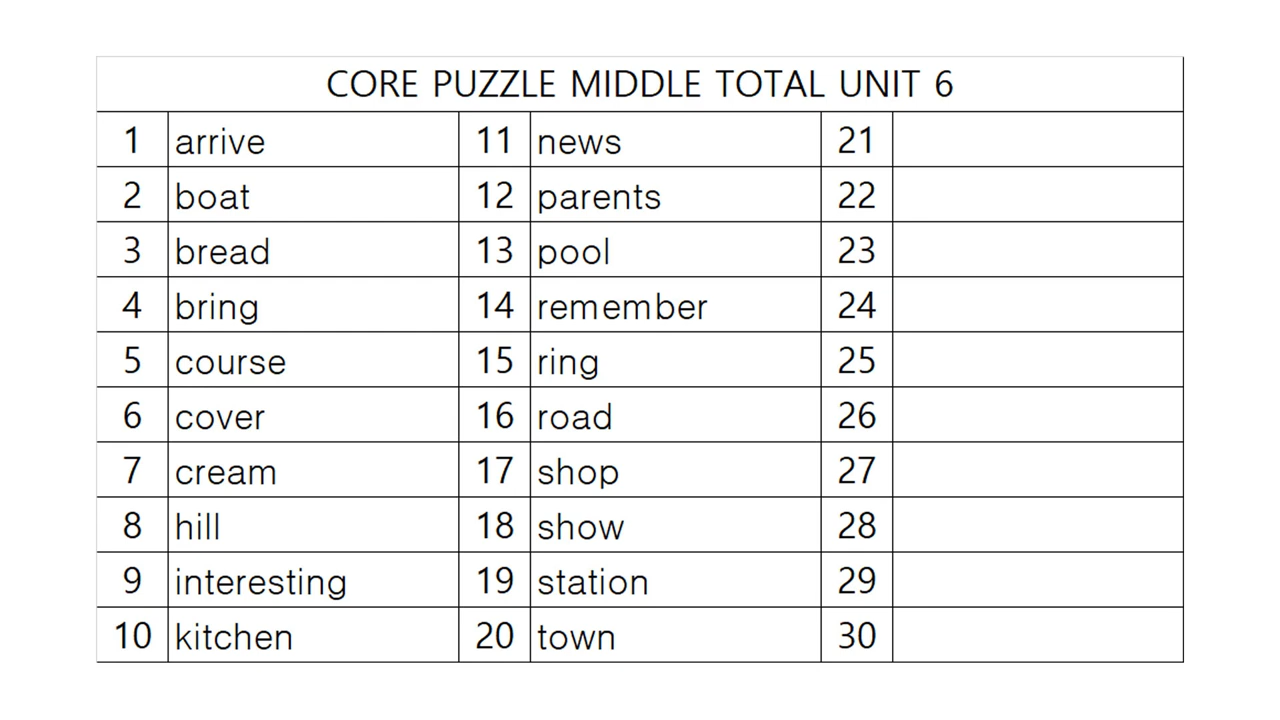 CORE PUZZLE MIDDLE TOTAL UNIT 6
1 arrive 11 news 21
2 boat 12 parents 22
3 bread 13 pool 23
4 bring 14 remember 24
5 course 15 ring 25
6 cover 16 road 26
7 cream 17 shop 27
8 hill 18 show 28
9 interesting 19 station 29
10 kitchen 20 town 30